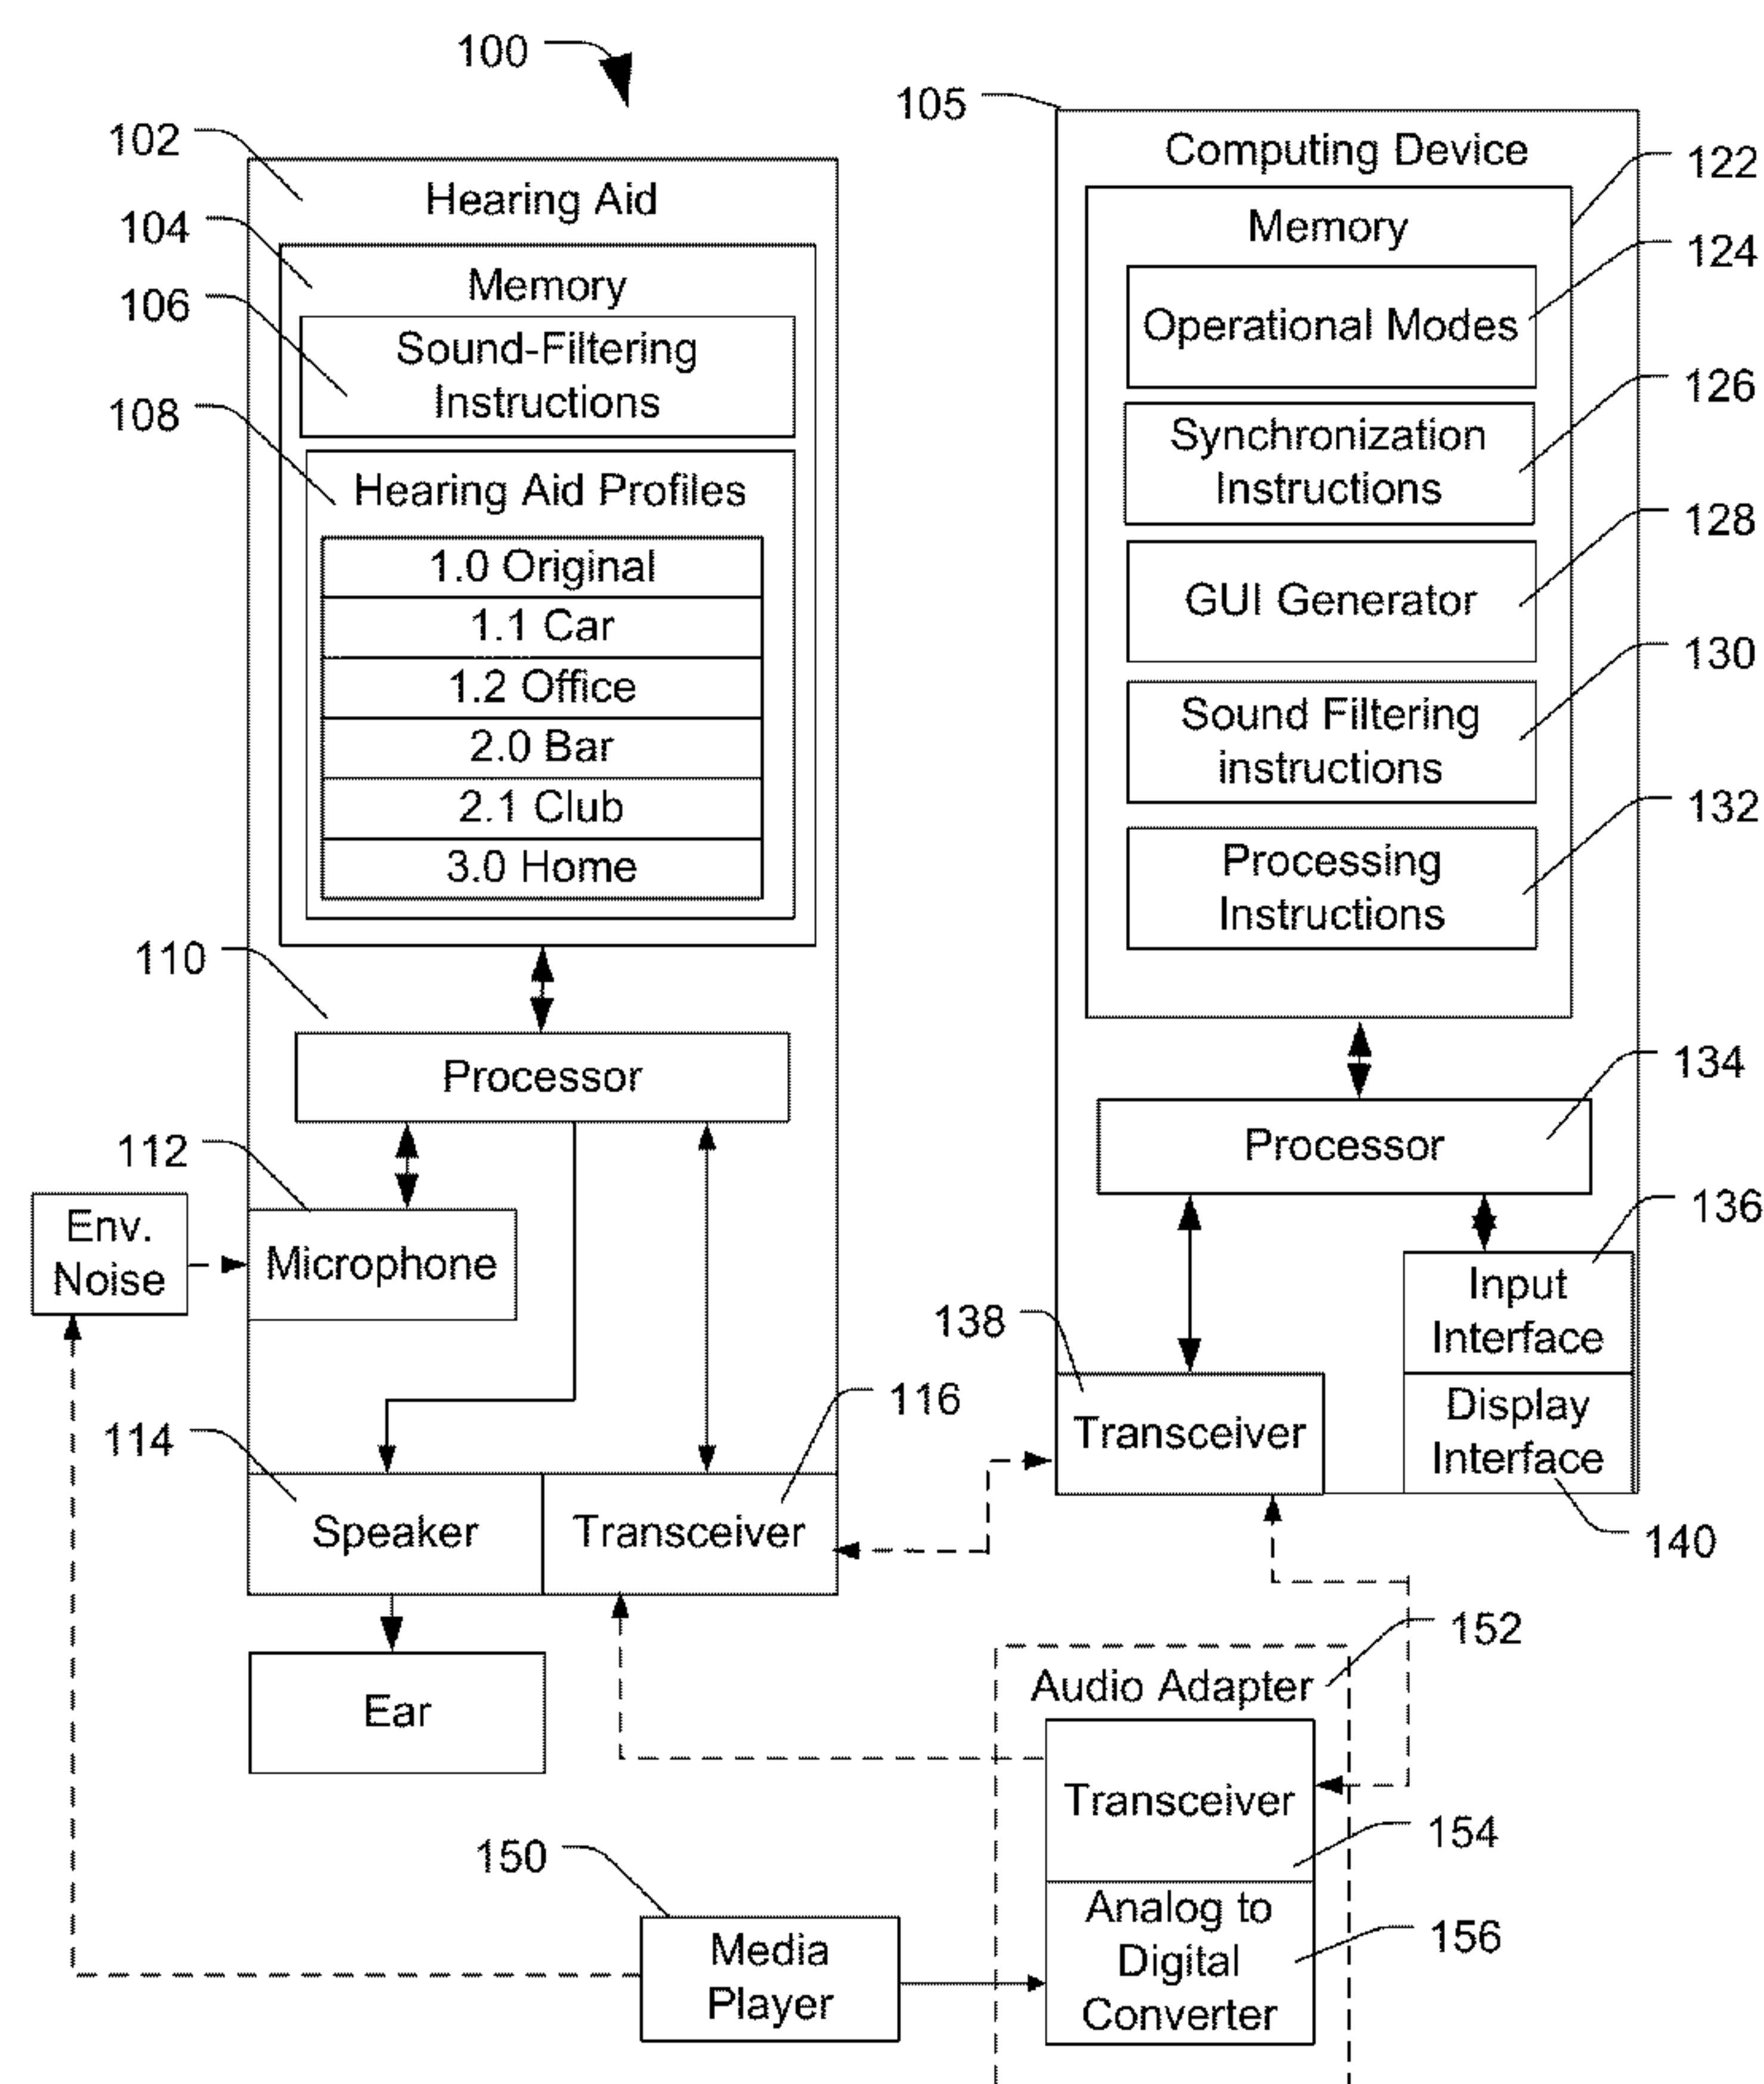 100
102
Hearing Aid
104
Memory
106
Sound-Filtering
Instructions
108
Hearing Aid Profiles
1.0 Original
1.1 Car
1.2 Office
2.0 Bar
2.1 Club
3.0 Home
110
Processor
112
Env.
Noise
Microphone
114
116
Speaker
Transceiver
Ear
105
Computing Device
122
Memory
124
Operational Modes
126
Synchronization
Instructions
128
GUI Generator
130
Sound Filtering
instructions
132
Processing
Instructions
134
Processor
136
Input
Interface
138
Transceiver
Display
Interface
140
152
Audio Adapter
Transceiver
154
150
Media
Player
Analog to
Digital
Converter
156